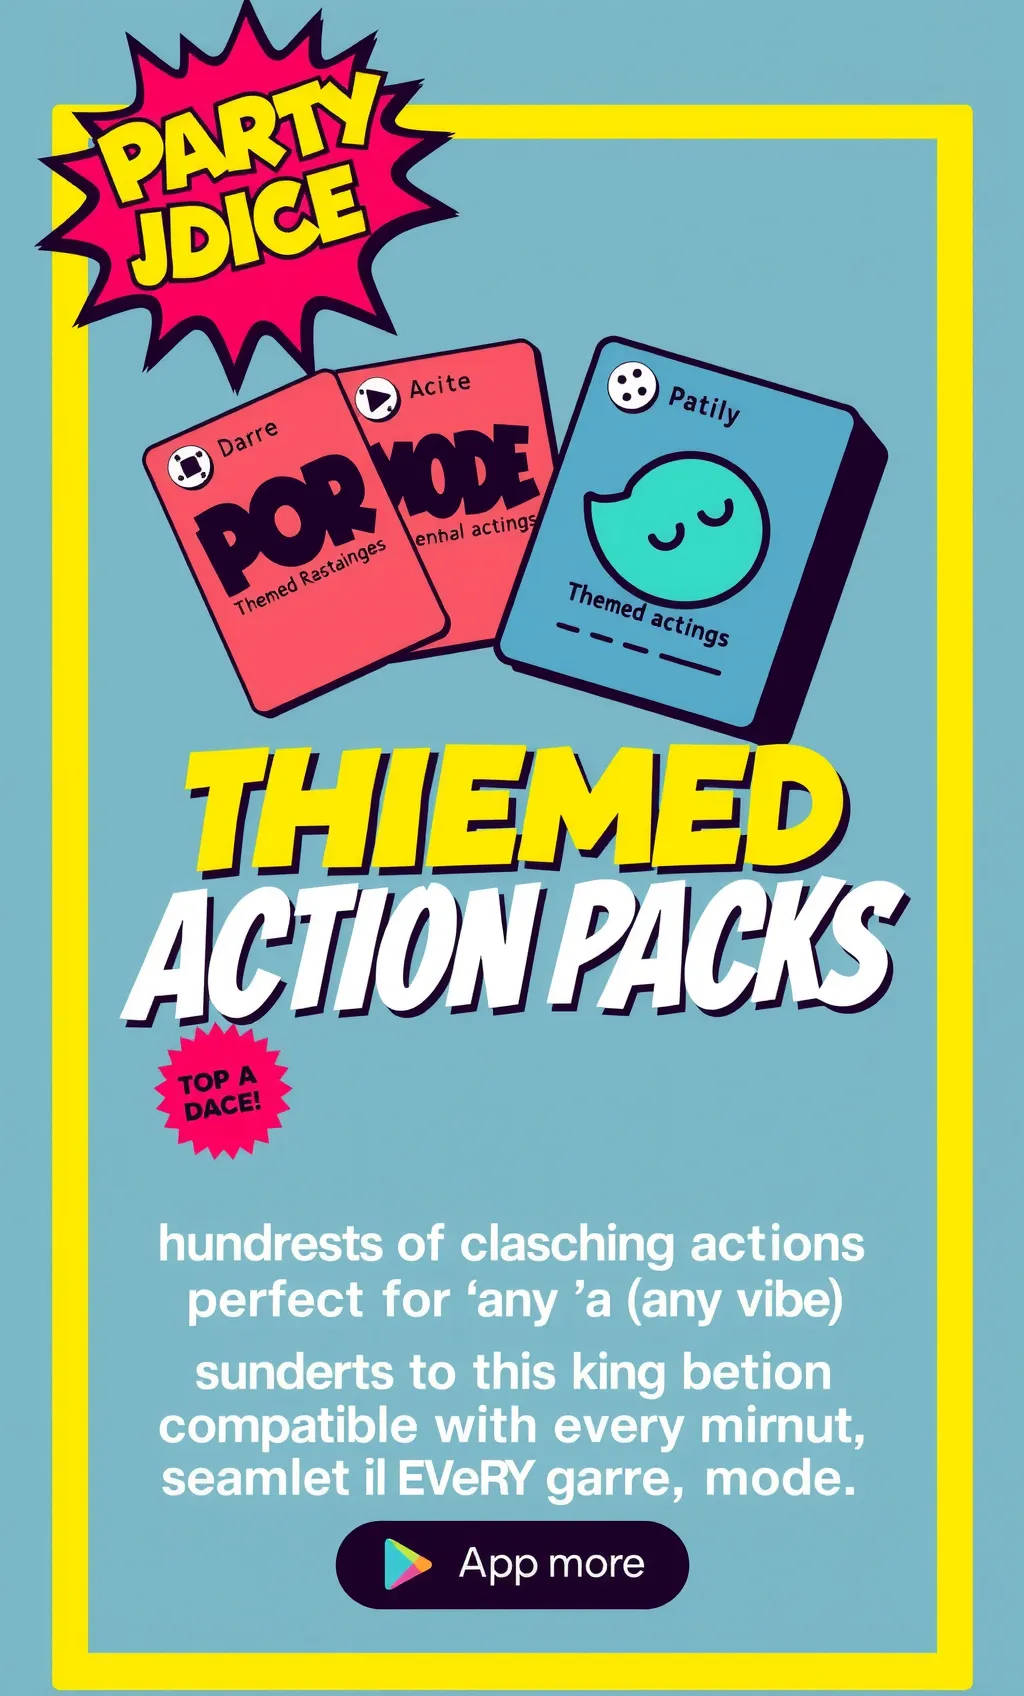 PARTY
JDICE
Darre
POR
Themed Rastainges
Acite
MODE
enhal actings
Patily
Themed actings
THIEMED
ACTION PACKS
TOP A
DACE!
hundrests of clasching actions
perfect for ‘any ’a (any vibe)
sunderts to this king betion
compatible with every mirnut,
seamlet il EVeRY garre, mode.
App more